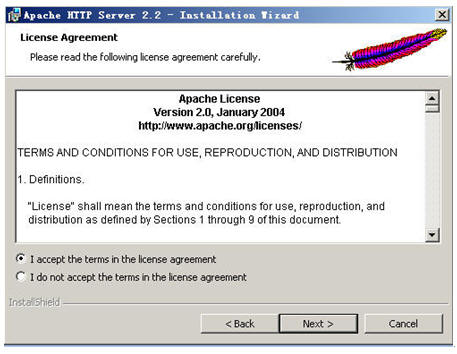 Apache HTTP Server 2.2 - Installation Wizard
License Agreement
Please read the following license agreement carefully.
Apache License
Version 2.0, January 2004
http://www.apache.org/licenses/
TERMS AND CONDITIONS FOR USE, REPRODUCTION, AND DISTRIBUTION
1. Definitions.
"License" shall mean the terms and conditions for use, reproduction, and
distribution as defined by Sections 1 through 9 of this document.
I accept the terms in the license agreement
I do not accept the terms in the license agreement
InstallShield
< Back Next > Cancel